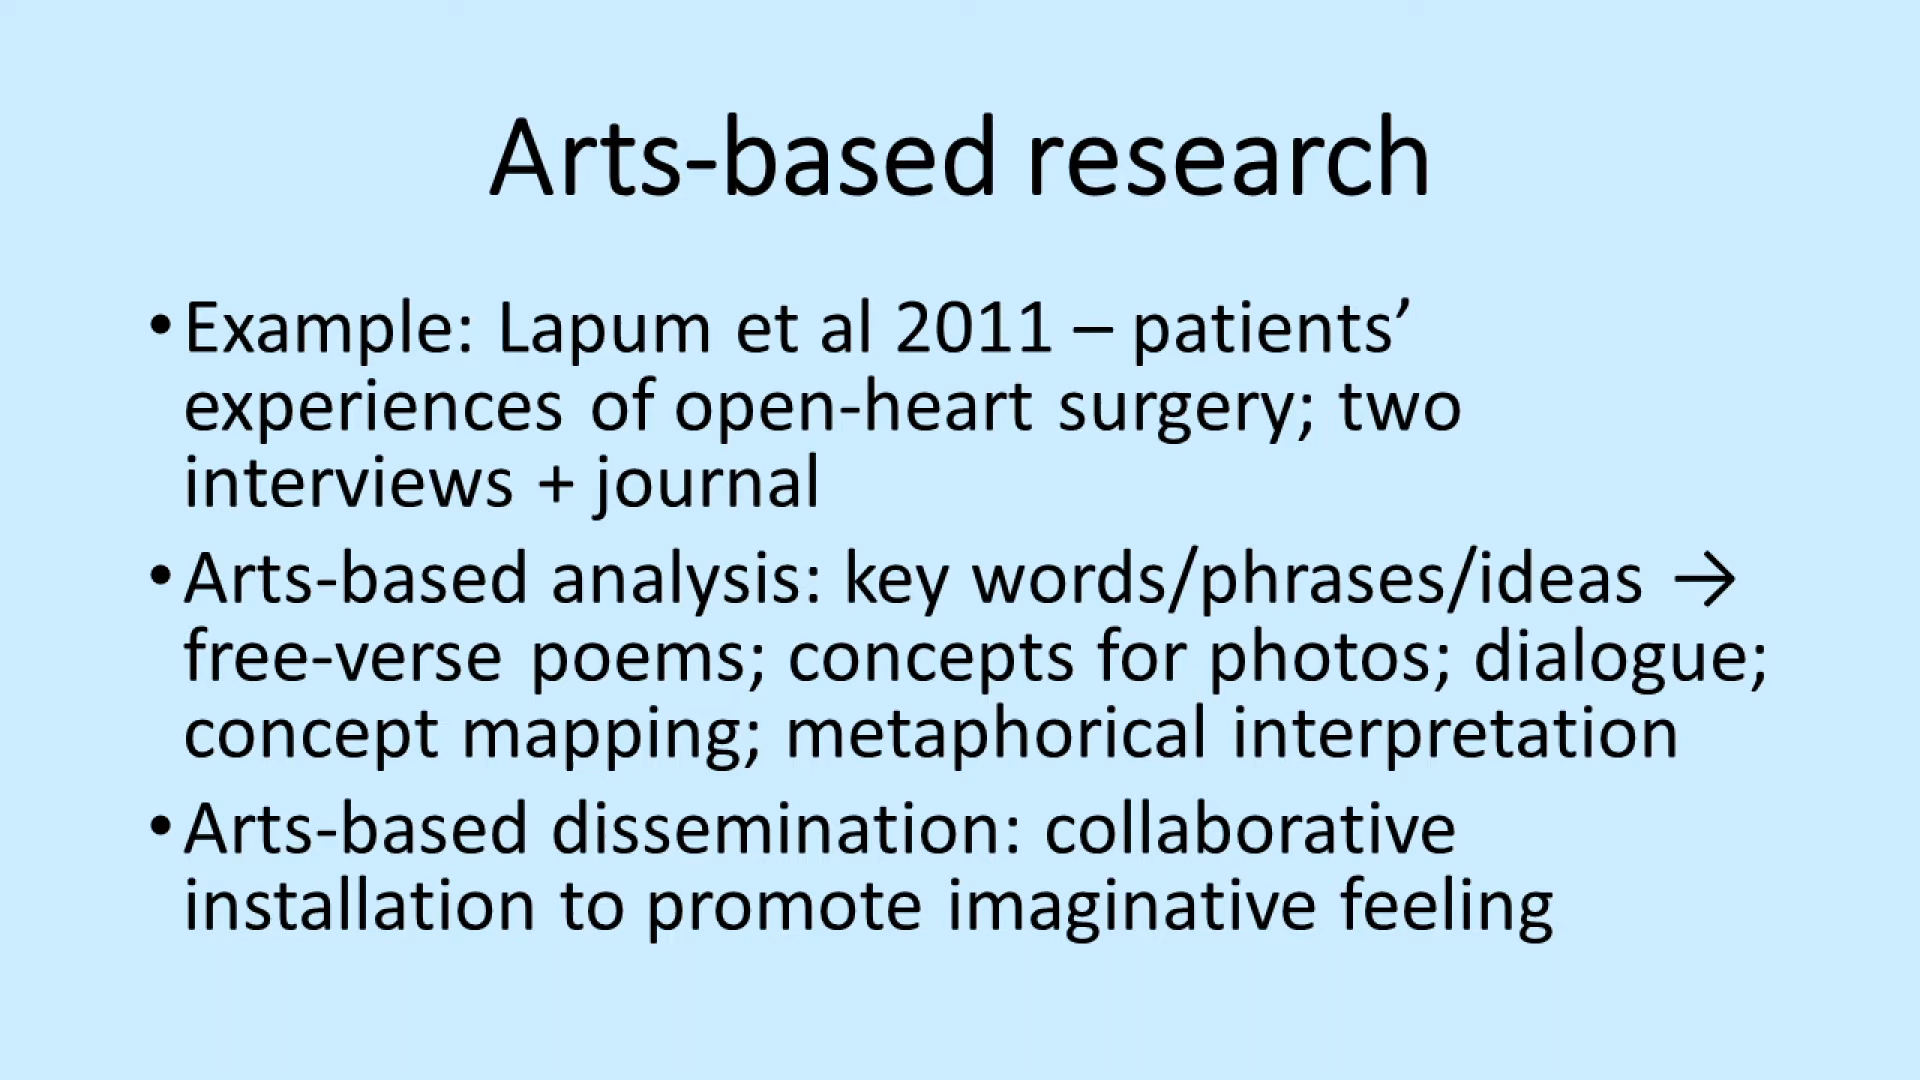 Arts-based research
•Example: Lapum et al 2011 – patients’
experiences of open-heart surgery; two
interviews + journal
•Arts-based analysis: key words/phrases/ideas →
free-verse poems; concepts for photos; dialogue;
concept mapping; metaphorical interpretation
•Arts-based dissemination: collaborative
installation to promote imaginative feeling